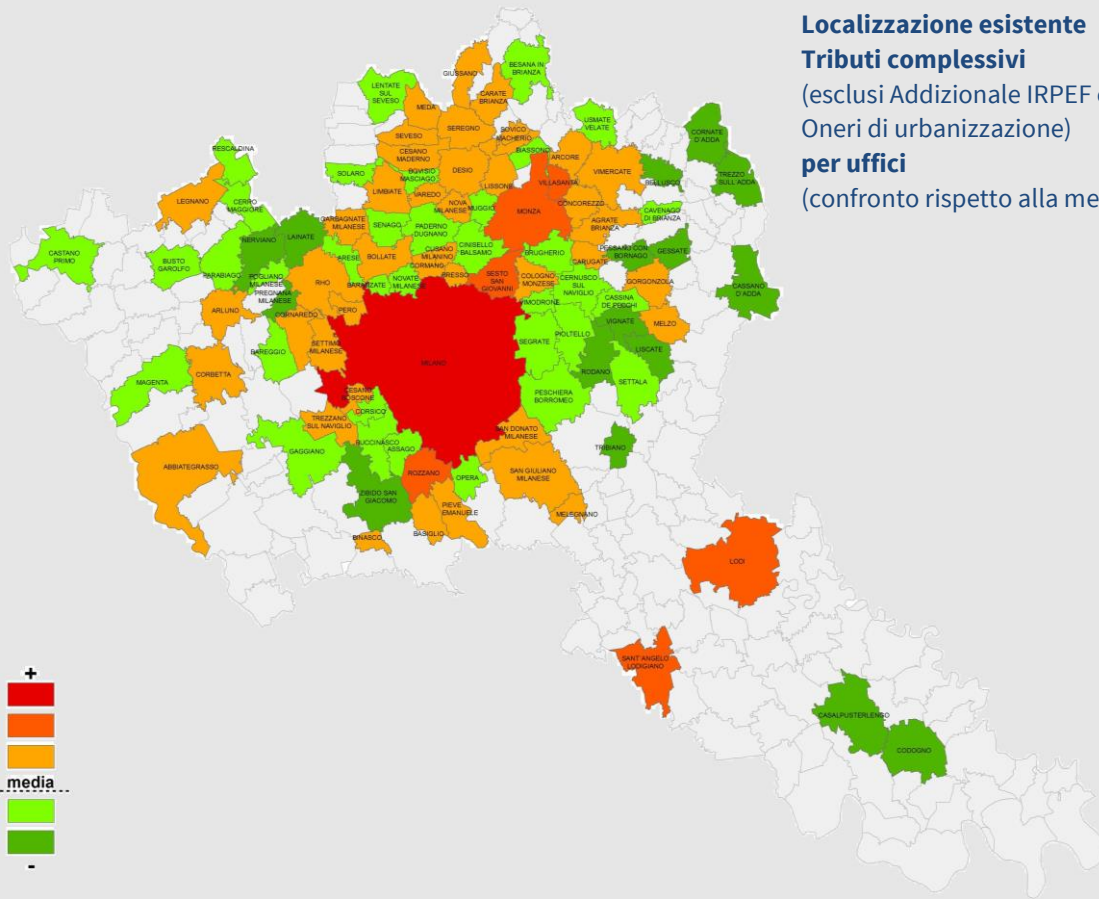 Localizzazione esistente
Tributi complessivi
(esclusi Addizionale IRPEF
Oneri di urbanizzazione)
per uffici
(confronto rispetto alla
GIUSSANO
BESANA IN
BRIANZA
LENTATE
SUL
SEVESO
MEDA
CARATE
BRIANZA
USMATE
VELATE
CORNATE
D'ADDA
SEVESO
SEREGNO
SOVICO
MACHERIO
BIASSONO
ARCORE
RESCALDINA
CESANO
MADERNO
SOLARO
BOVISIO
MASCIAGO
DESIO
LISSONE
VILLASANTA
VIMERCATE
BELLUSCO
TREZZO
SULL'ADDA
LEGNANO
CERRO
MAGGIORE
LIMBIATE
VAREDO
NOVA
MILANESE
MUGGIO'
MONZA
CONCOREZZO
CAVENAGO
DI BRIANZA
GARBAGNATE
MILANESE
SENAGO
PADERNO
DUGNANO
AGRATE
BRIANZA
NERVIANO
LAINATE
CASTANO
PRIMO
BUSTO
GAROLFO
PARABIAGO
ARESE
BOLLATE
CUSANO
MILANINO
CINISELLO
BALSAMO
BRUGHERIO
CARUGATE
PESSANO CON
BORNAGO
GESSATE
POGLIANO
MILANESE
CORMANO
BRESSO
SESTO
SAN
GIOVANNI
COLOGNO
MONZESE
CERNUSCO
SUL
NAVIGLIO
GORGONZOLA
CASSANO
D'ADDA
RHO
BARANZATE
NOVATE
MILANESE
PREGNANA
MILANESE
VIMODRONE
CASSINA
DE PECCHI
ARLUNO
CORNAREDO
PERO
VIGNATE
MELZO
SETTIMO
MILANESE
SEGRATE
PIOLTELLO
BAREGGIO
MILANO
LISCATE
MAGENTA
CORBETTA
RODANO
SETTALA
CESANO
BOSCONE
PESCHIERA
BORROMEO
CORSICO
TREZZANO
SUL NAVIGLIO
SAN DONATO
MILANESE
BUCCINASCO
ASSAGO
TRIBIANO
GAGGIANO
ABBIATEGRASSO
ROZZANO
OPERA
SAN GIULIANO
MILANESE
ZIBIDO SAN
GIACOMO
PIEVE
EMANUELE
MELEGNANO
BINASCO
BASIGLIO
LODI
SANT'ANGELO
LODIGIANO
CASALPUSTERLENGO
CODOGNO
+
media
-